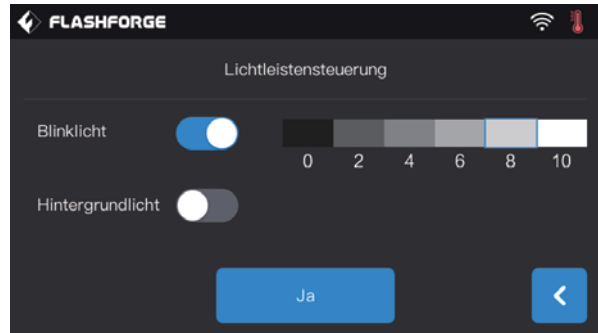 FLASHFORGE
Lichtleistensteuerung
Blinklicht
0 2 4 6 8 10
Hintergrundlicht
Ja